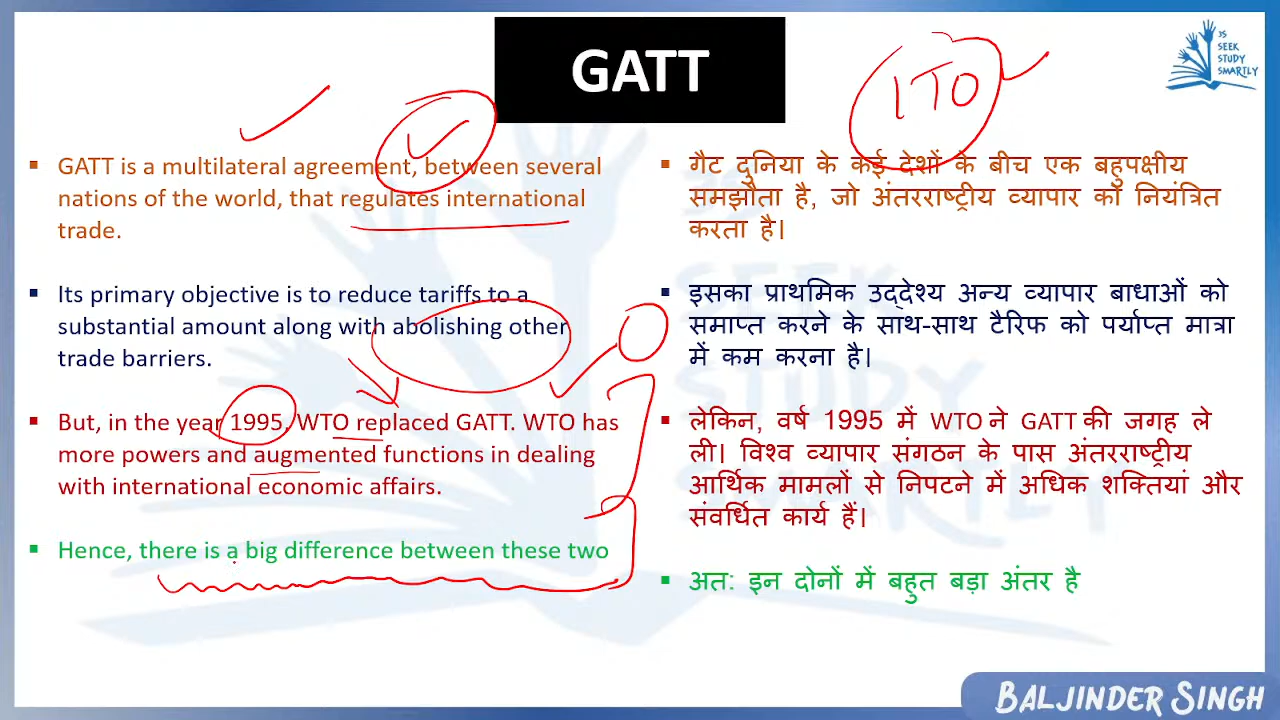 GATT
ITO
3S
SEEK
STUDY
SMARTLY
▪ GATT is a multilateral agreement, between several
nations of the world, that regulates international
trade.
▪ Its primary objective is to reduce tariffs to a
substantial amount along with abolishing other
trade barriers.
▪ But, in the year 1995, WTO replaced GATT. WTO has
more powers and augmented functions in dealing
with international economic affairs.
▪ Hence, there is a big difference between these two
▪ गैट दुनिया के कई देशों के बीच एक बहुपक्षीय
समझौता है, जो अंतरराष्ट्रीय व्यापार को नियंत्रित
करता है।
▪ इसका प्राथमिक उद्देश्य अन्य व्यापार बाधाओं को
समाप्त करने के साथ-साथ टैरिफ को पर्याप्त मात्रा
में कम करना है।
▪ लेकिन, वर्ष 1995 में WTO ने GATT की जगह ले
ली। विश्व व्यापार संगठन के पास अंतरराष्ट्रीय
आर्थिक मामलों से निपटने में अधिक शक्तियां और
संवर्धित कार्य हैं।
▪ अत: इन दोनों में बहुत बड़ा अंतर है
3S
SEEK
STUDY
SMARTLY
BALJINDER SINGH